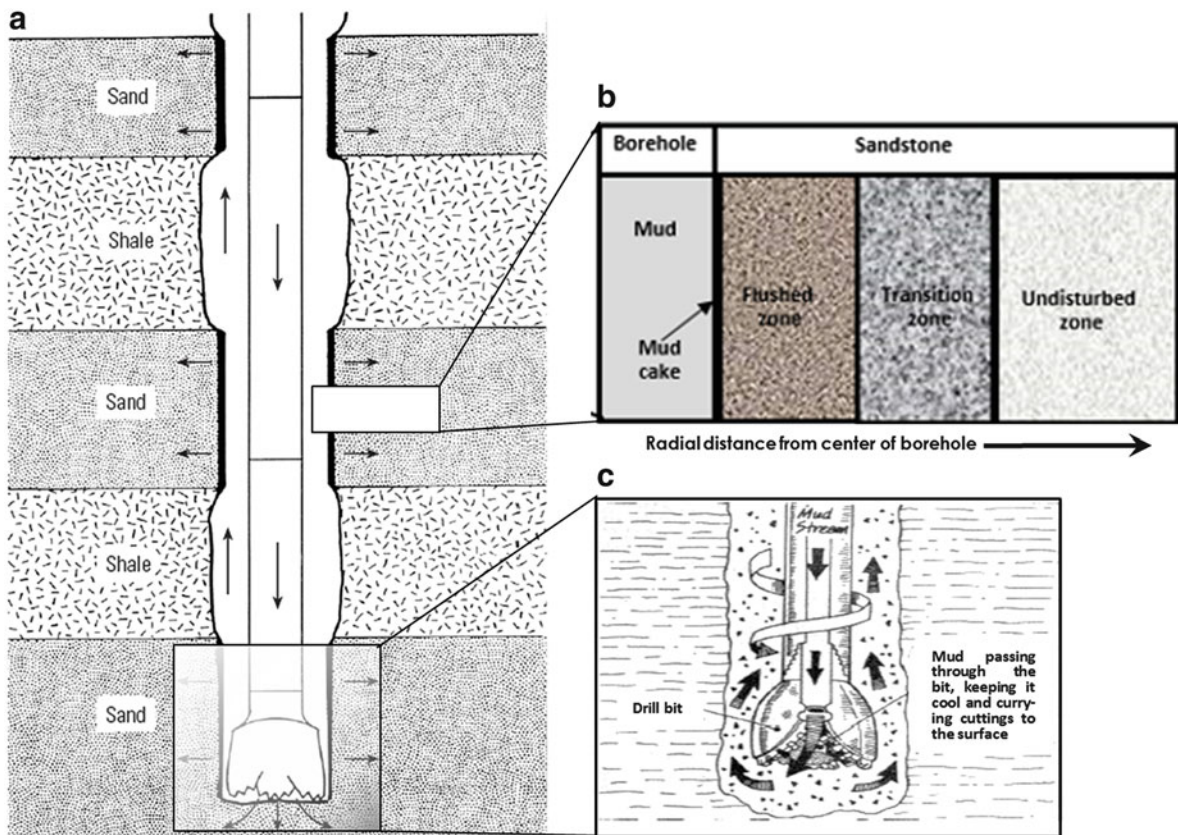 a
Sand
Shale
Sand
Shale
Sand
b
Borehole
Sandstone
Mud
Mud
cake
Flushed
zone
Transition
zone
Undisturbed
zone
Radial distance from center of borehole
c
Mud
Stream
Drill bit
Mud passing
through the
bit, keeping it
cool and curry-
ing cuttings to
the surface